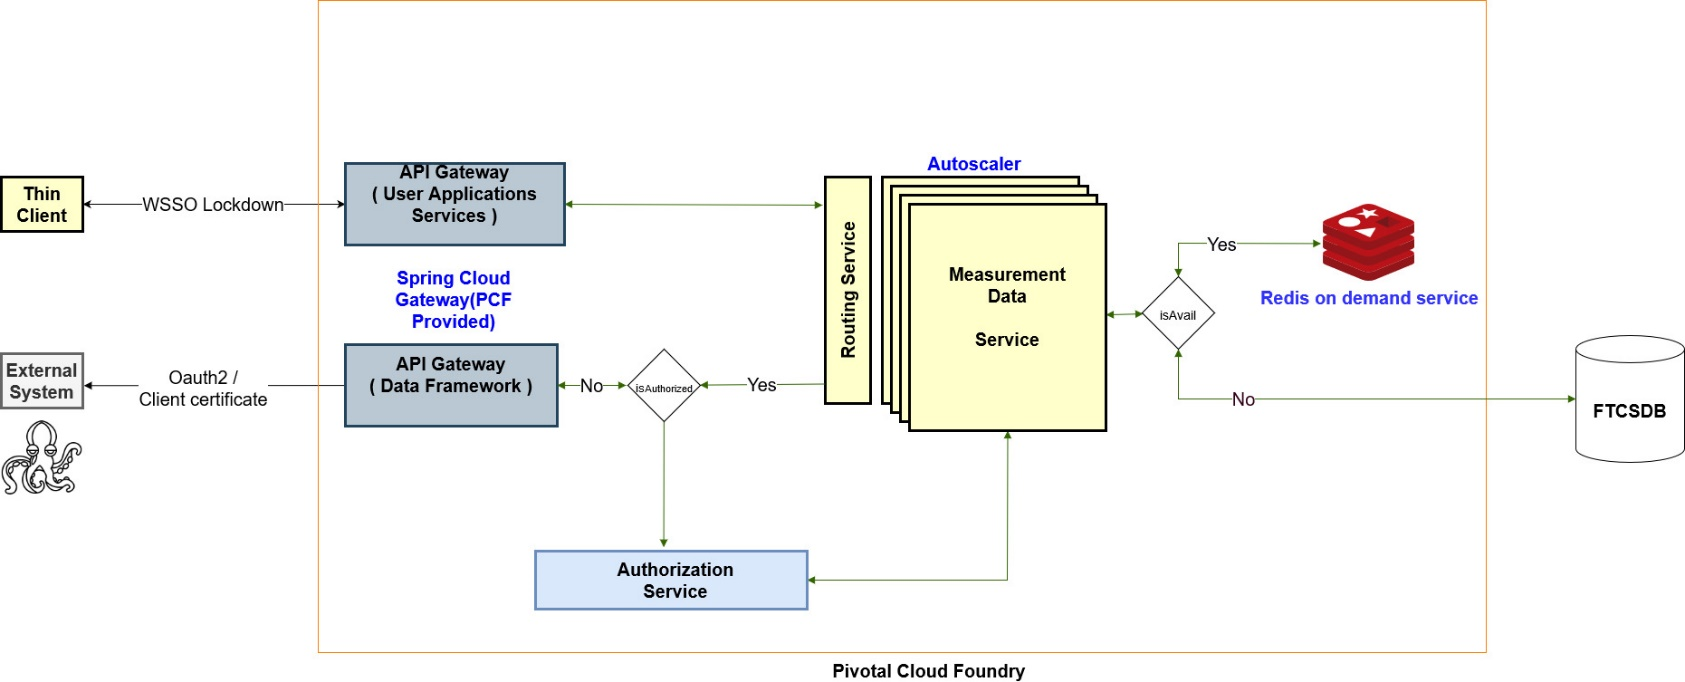 Autoscaler
API Gateway
( User Applications
Services )
Thin
Client
WSSO Lockdown
Routing Service
Measurement
Data
Service
Yes
Redis on demand service
isAvail
Spring Cloud
Gateway(PCF
Provided)
API Gateway
( Data Framework )
External
System
Oauth2 /
Client certificate
No
isAuthorized
Yes
No
FTCSDB
Authorization
Service
Pivotal Cloud Foundry